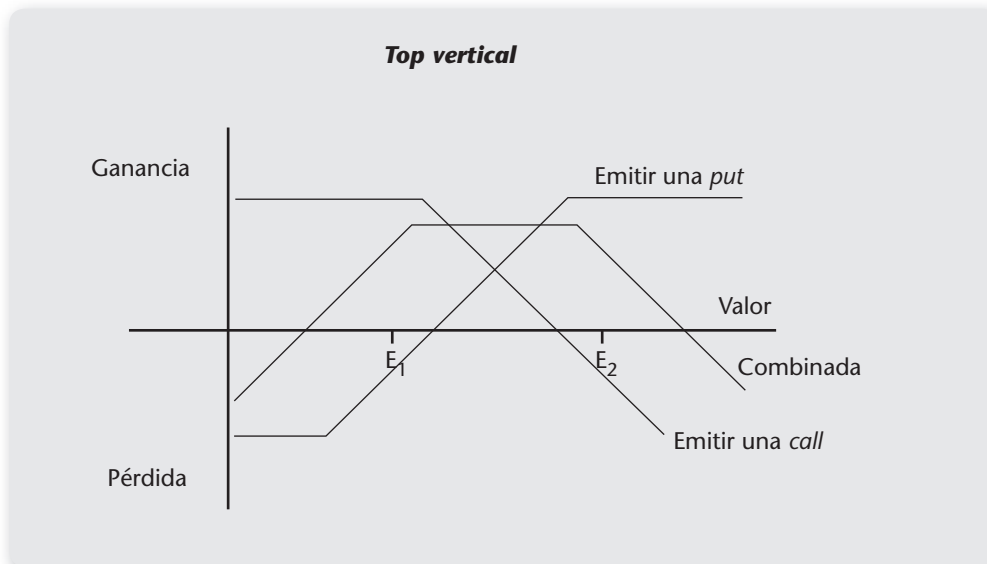 Top vertical
Ganancia
Emitir una put
Valor
E1
E2
Combinada
Emitir una call
Pérdida